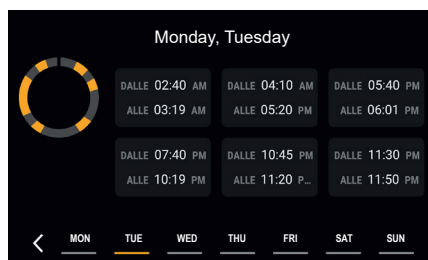 Monday, Tuesday
DALLE 02:40 AM DALLE 04:10 AM DALLE 05:40 PM
ALLE 03:19 AM ALLE 05:20 PM ALLE 06:01 PM
DALLE 07:40 PM DALLE 10:45 PM DALLE 11:30 PM
ALLE 10:19 PM ALLE 11:20 P... ALLE 11:50 PM
MON TUE WED THU FRI SAT SUN